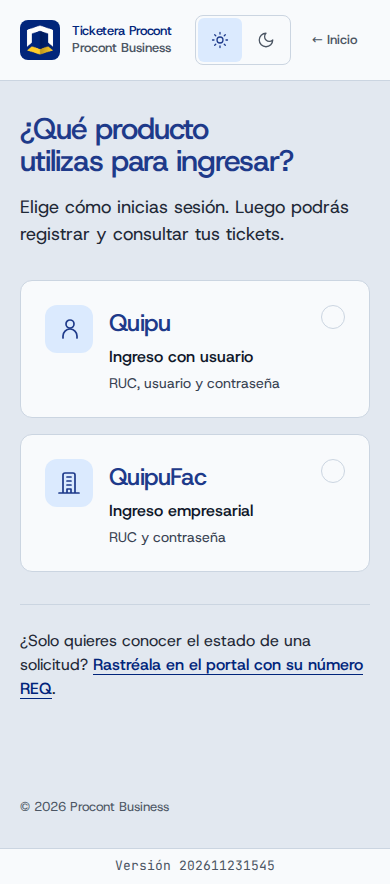 Ticketera Procont
Procont Business
← Inicio
¿Qué producto
utilizas para ingresar?
Elige cómo inicias sesión. Luego podrás
registrar y consultar tus tickets.
Quipu
Ingreso con usuario
RUC, usuario y contraseña
QuipuFac
Ingreso empresarial
RUC y contraseña
¿Solo quieres conocer el estado de una
solicitud? Rastréala en el portal con su número
REQ.
© 2026 Procont Business
Versión 202611231545